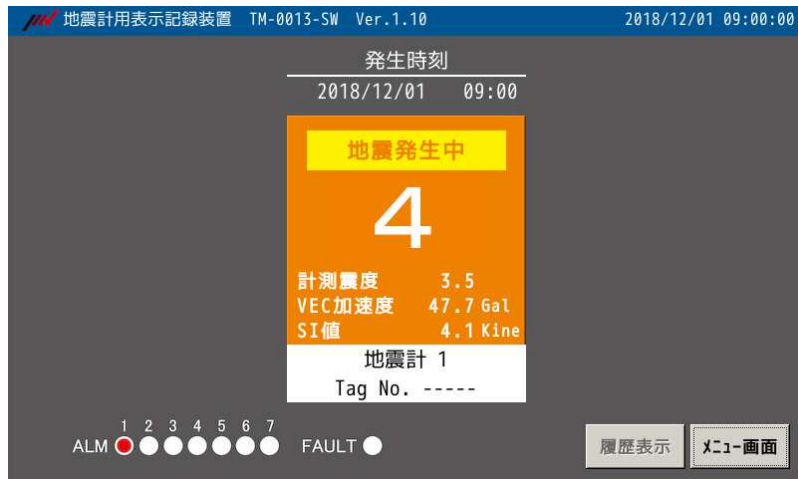 地震計用表示記録装置 TM-0013-SW Ver.1.10 2018/12/01 09:00:00
発生時刻
2018/12/01 09:00
地震発生中
4
計測震度 3.5
VEC加速度 47.7 Gal
SI値 4.1 Kine
地震計 1
Tag No. -----
1 2 3 4 5 6 7
ALM FAULT
履歴表示 ﾒﾆｭｰ画面